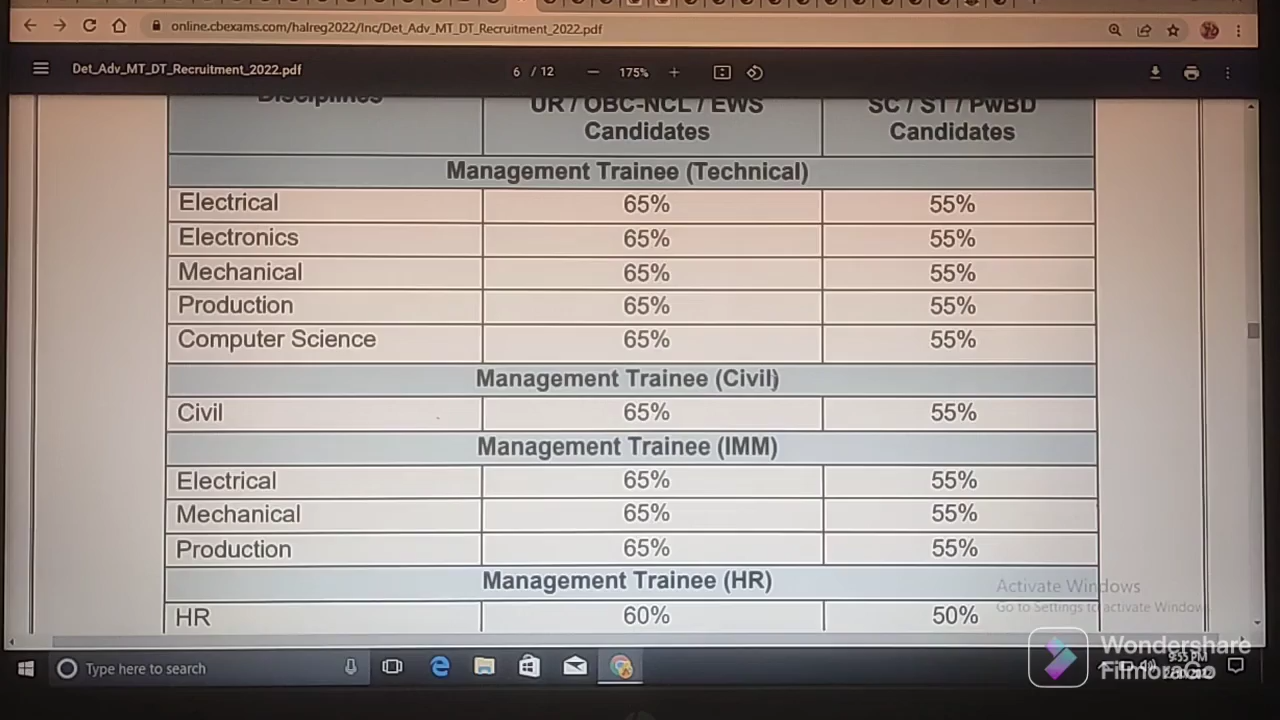 online.cbexams.com/halreg2022/Inc/Det_Adv_MT_DT_Recruitment_2022.pdf
Det_Adv_MT_DT_Recruitment_2022.pdf
6 / 12
175%
Disciplines
UR / OBC-NCL / EWS
Candidates
SC / ST / PwBD
Candidates
Management Trainee (Technical)
Electrical 65% 55%
Electronics 65% 55%
Mechanical 65% 55%
Production 65% 55%
Computer Science 65% 55%
Management Trainee (Civil)
Civil 65% 55%
Management Trainee (IMM)
Electrical 65% 55%
Mechanical 65% 55%
Production 65% 55%
Management Trainee (HR)
HR 60% 50%
Activate Windows
Go to Settings to activate Windows.
Type here to search
9:55 PM
Wondershare
Filmora